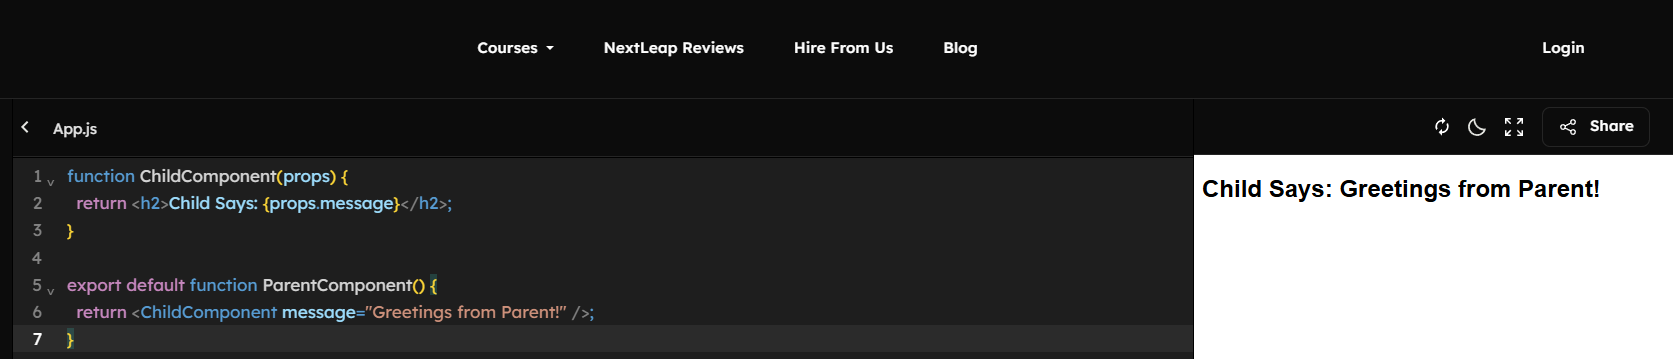 Courses NextLeap Reviews Hire From Us Blog Login
App.js
Share
1 function ChildComponent(props) {
2 return <h2>Child Says: {props.message}</h2>;
3 }
4
5 export default function ParentComponent() {
6 return <ChildComponent message="Greetings from Parent!" />;
7 }
Child Says: Greetings from Parent!